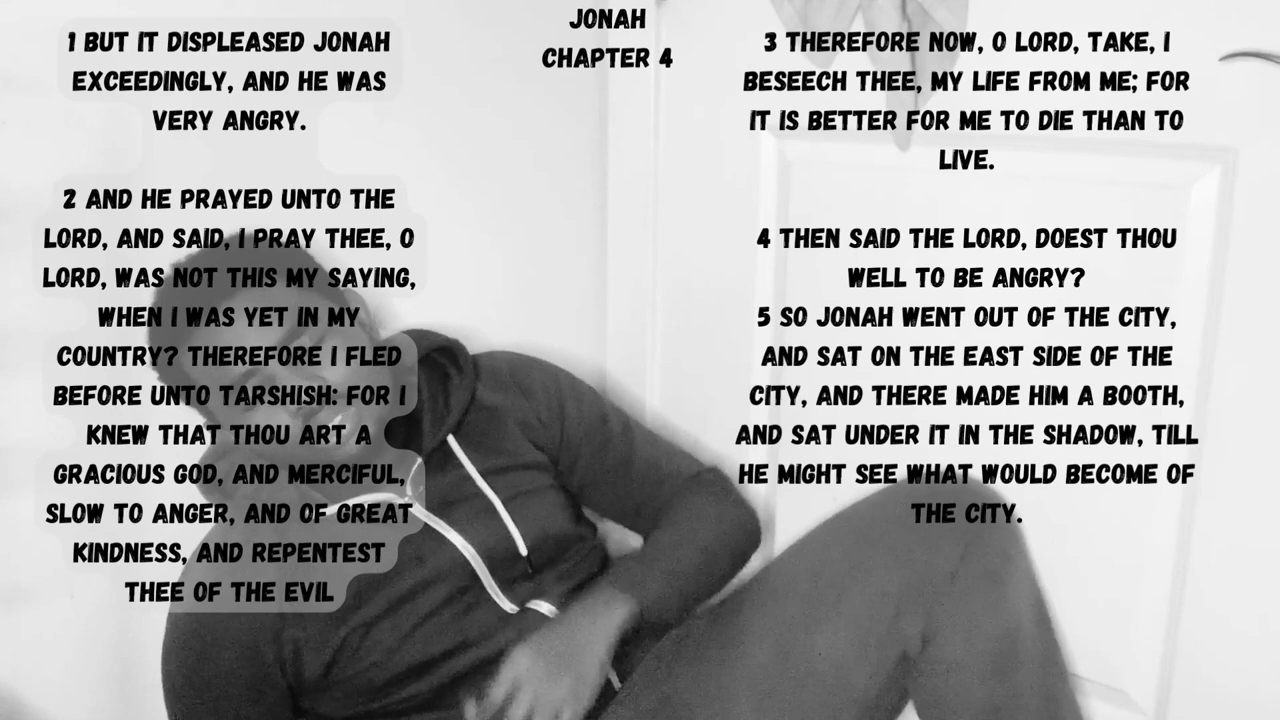 JONAH
CHAPTER 4
1 BUT IT DISPLEASED JONAH
EXCEEDINGLY, AND HE WAS
VERY ANGRY.
2 AND HE PRAYED UNTO THE
LORD, AND SAID, I PRAY THEE, O
LORD, WAS NOT THIS MY SAYING,
WHEN I WAS YET IN MY
COUNTRY? THEREFORE I FLED
BEFORE UNTO TARSHISH: FOR I
KNEW THAT THOU ART A
GRACIOUS GOD, AND MERCIFUL,
SLOW TO ANGER, AND OF GREAT
KINDNESS, AND REPENTEST
THEE OF THE EVIL
3 THEREFORE NOW, O LORD, TAKE, I
BESEECH THEE, MY LIFE FROM ME; FOR
IT IS BETTER FOR ME TO DIE THAN TO
LIVE.
4 THEN SAID THE LORD, DOEST THOU
WELL TO BE ANGRY?
5 SO JONAH WENT OUT OF THE CITY,
AND SAT ON THE EAST SIDE OF THE
CITY, AND THERE MADE HIM A BOOTH,
AND SAT UNDER IT IN THE SHADOW, TILL
HE MIGHT SEE WHAT WOULD BECOME OF
THE CITY.